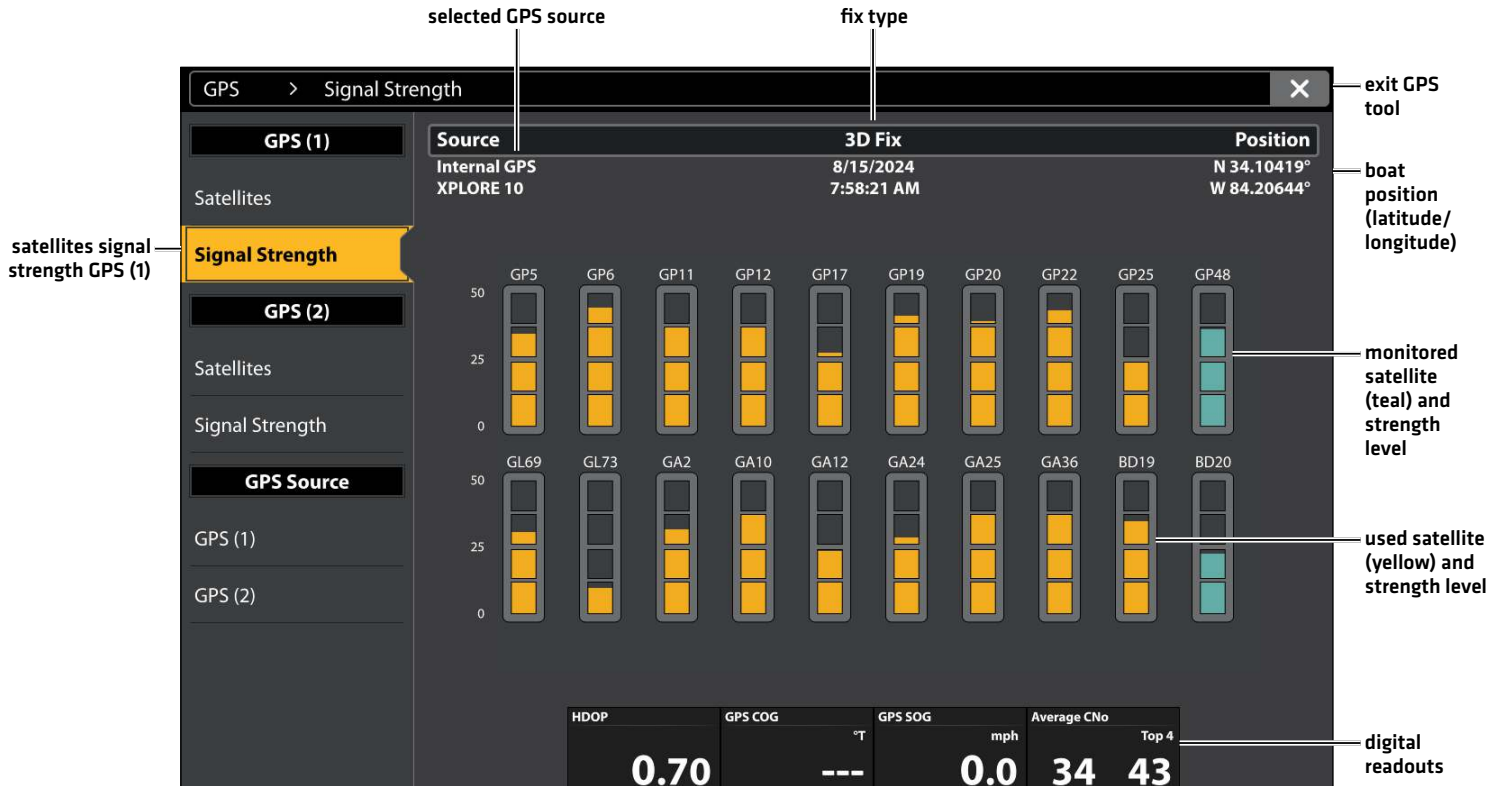 selected GPS source
fix type
GPS > Signal Strength
exit GPS
tool
GPS (1)
Satellites
Signal Strength
GPS (2)
Satellites
Signal Strength
GPS Source
GPS (1)
GPS (2)
satellites signal
strength GPS (1)
Source 3D Fix Position
Internal GPS 8/15/2024 N 34.10419°
XPLORE 10 7:58:21 AM W 84.20644°
boat
position
(latitude/
longitude)
GP5 GP6 GP11 GP12 GP17 GP19 GP20 GP22 GP25 GP48
50
25
0
monitored
satellite
(teal) and
strength
level
GL69 GL73 GA2 GA10 GA12 GA24 GA25 GA36 BD19 BD20
50
25
0
used satellite
(yellow) and
strength level
HDOP GPS COG GPS SOG Average CNo
°T mph Top 4
0.70 --- 0.0 34 43
digital
readouts